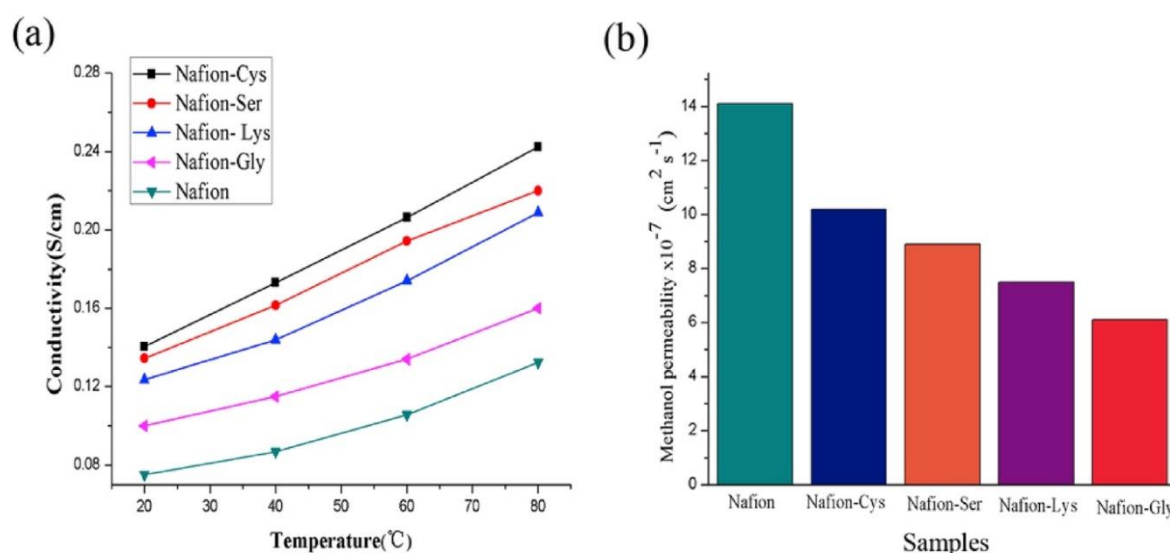 (a)
Conductivity(S/cm)
0.28
0.24
0.20
0.16
0.12
0.08
Nafion-Cys
Nafion-Ser
Nafion- Lys
Nafion-Gly
Nafion
20 30 40 50 60 70 80
Temperature(℃)
(b)
Methanol permeability x10⁻⁷ (cm² s⁻¹)
14
12
10
8
6
4
2
0
Nafion Nafion-Cys Nafion-Ser Nafion-Lys Nafion-Gly
Samples